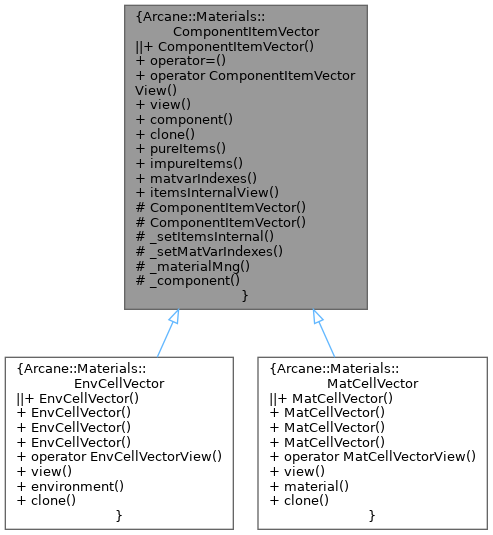 {Arcane::Materials::
ComponentItemVector
||+ ComponentItemVector()
+ operator=()
+ operator ComponentItemVector
View()
+ view()
+ component()
+ clone()
+ pureItems()
+ impureItems()
+ matvarIndexes()
+ itemsInternalView()
# ComponentItemVector()
# ComponentItemVector()
# _setItemsInternal()
# _setMatVarIndexes()
# _materialMng()
# _component()
}
{Arcane::Materials::
EnvCellVector
||+ EnvCellVector()
+ EnvCellVector()
+ EnvCellVector()
+ EnvCellVector()
+ operator EnvCellVectorView()
+ view()
+ environment()
+ clone()
}
{Arcane::Materials::
MatCellVector
||+ MatCellVector()
+ MatCellVector()
+ MatCellVector()
+ MatCellVector()
+ operator MatCellVectorView()
+ view()
+ material()
+ clone()
}